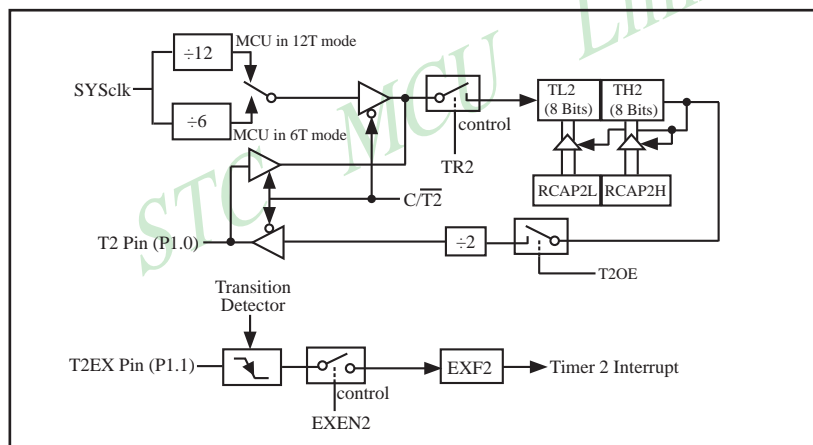 STC MCU Limi
÷12
MCU in 12T mode
SYSclk
÷6
MCU in 6T mode
TL2
(8 Bits)
TH2
(8 Bits)
control
TR2
RCAP2L
RCAP2H
C/T2
T2 Pin (P1.0)
÷2
T2OE
Transition
Detector
T2EX Pin (P1.1)
control
EXEN2
EXF2
Timer 2 Interrupt